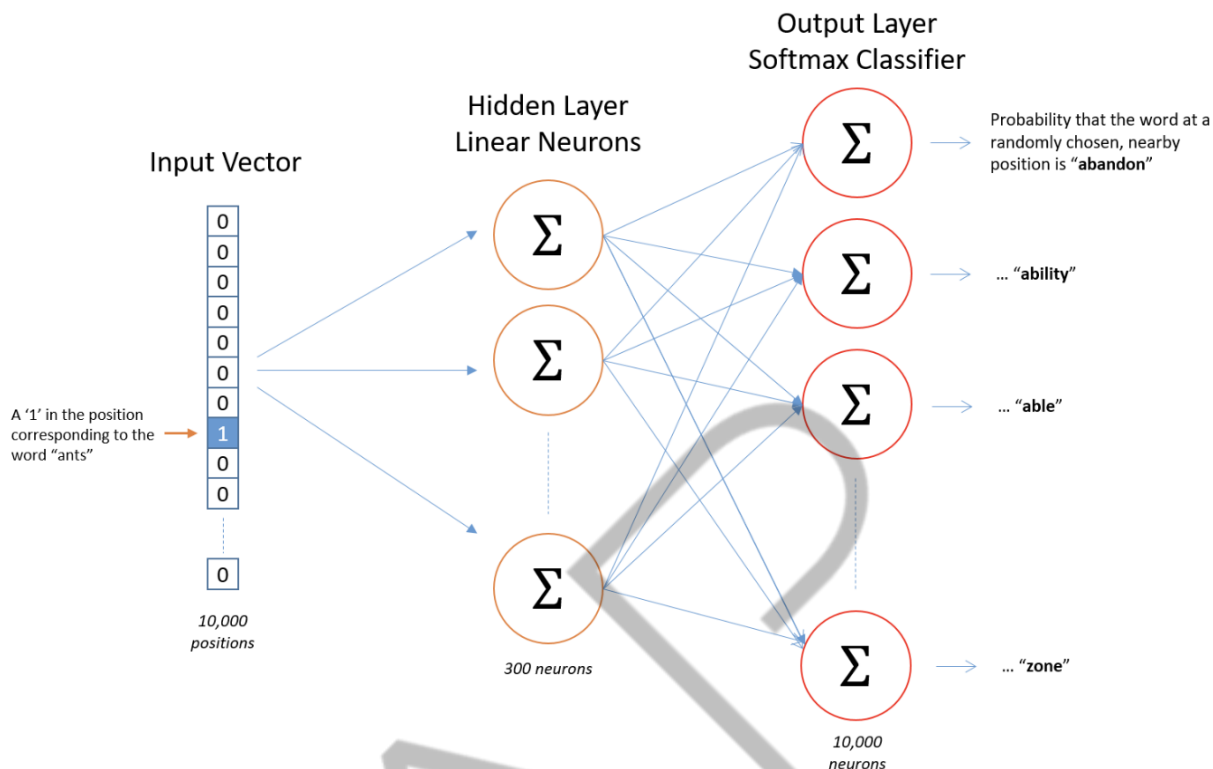 Output Layer
Softmax Classifier
Hidden Layer
Linear Neurons
Input Vector
0
0
0
0
0
0
0
1
0
0
0
A ‘1’ in the position
corresponding to the
word “ants”
10,000
positions
Σ
Σ
Σ
300 neurons
Σ
Σ
Σ
Σ
10,000
neurons
Probability that the word at a
randomly chosen, nearby
position is “abandon”
... “ability”
... “able”
... “zone”